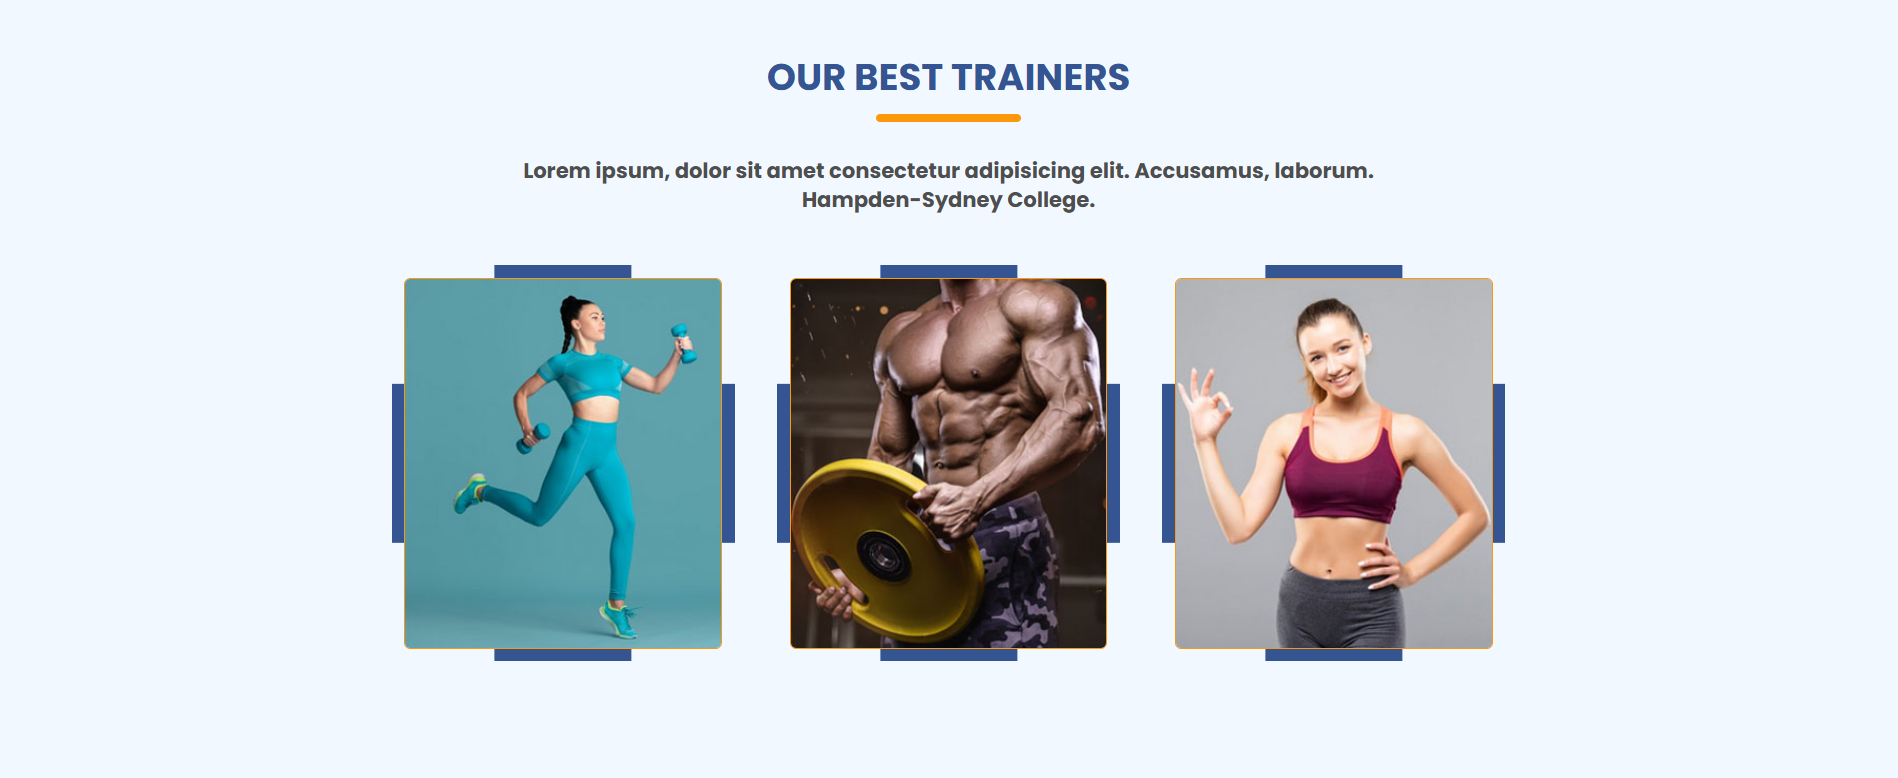 OUR BEST TRAINERS
Lorem ipsum, dolor sit amet consectetur adipisicing elit. Accusamus, laborum.
Hampden-Sydney College.